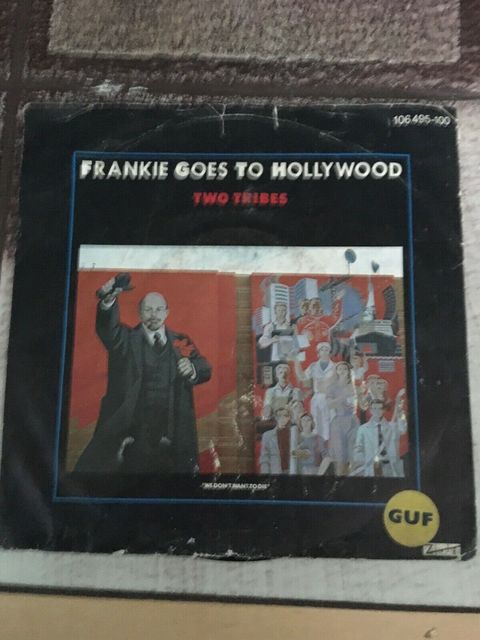 106.495-100
FRANKIE GOES TO HOLLYWOOD
TWO TRIBES
"WE DON'T WANT TO DIE"
GUF